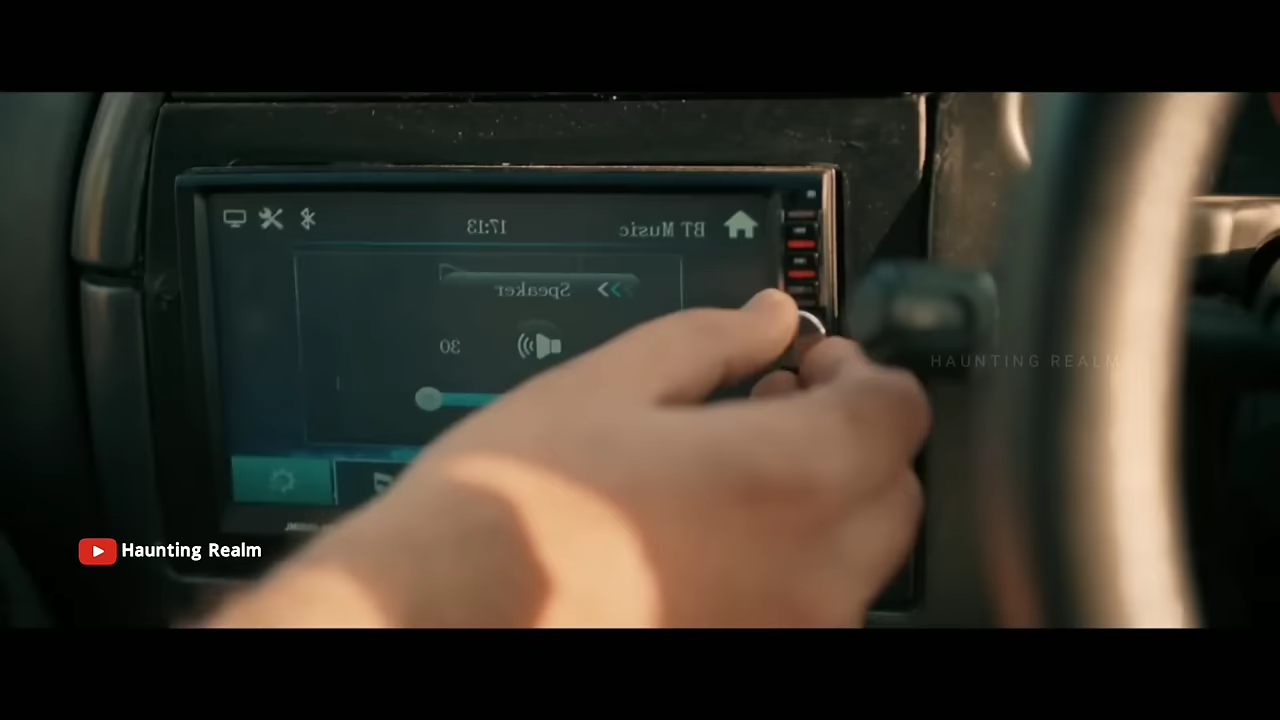 17:13
BT Music
Speaker
30
HAUNTING REALM
Haunting Realm